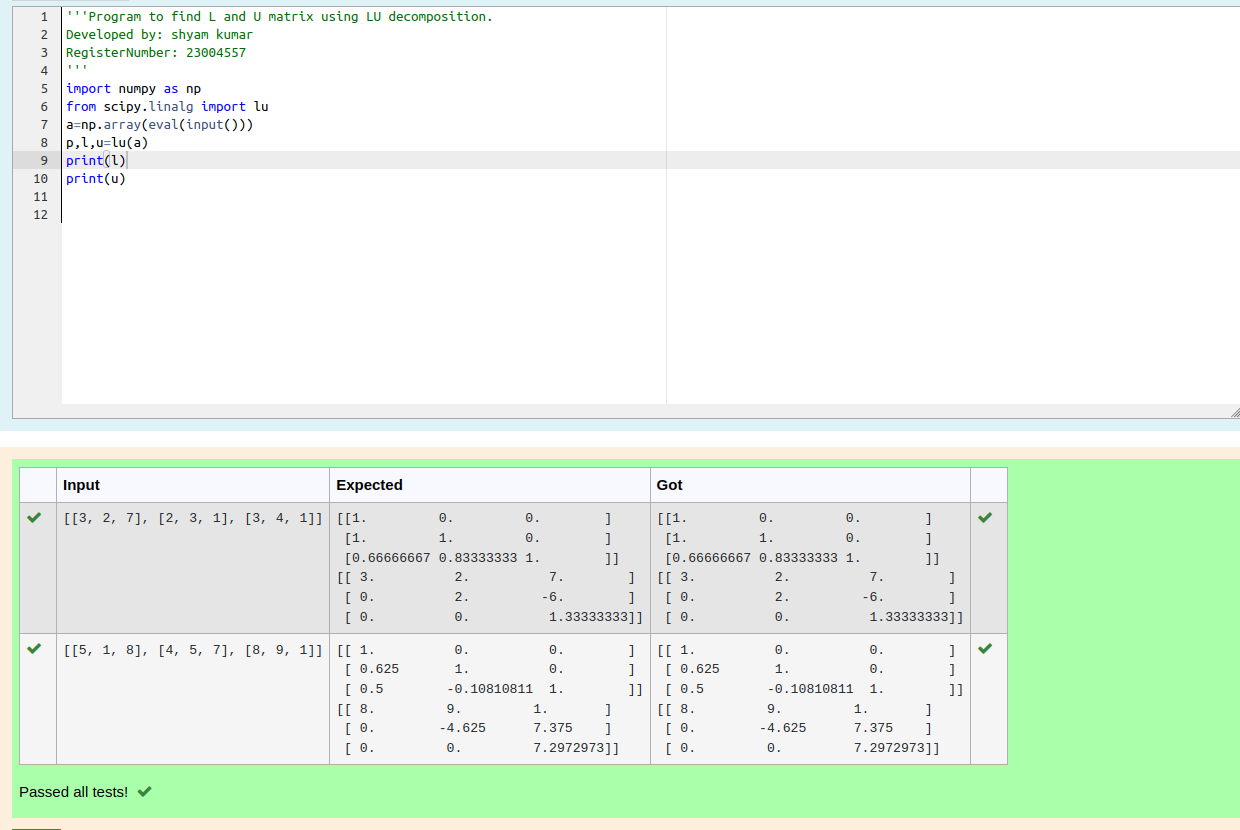 1 '''Program to find L and U matrix using LU decomposition.
2 Developed by: shyam kumar
3 RegisterNumber: 23004557
4 '''
5 import numpy as np
6 from scipy.linalg import lu
7 a=np.array(eval(input()))
8 p,l,u=lu(a)
9 print(l)
10 print(u)
11
12
Input Expected Got
[[3, 2, 7], [2, 3, 1], [3, 4, 1]] [[1. 0. 0. ] [[1. 0. 0. ]
[1. 1. 0. ] [1. 1. 0. ]
[0.66666667 0.83333333 1. ]] [0.66666667 0.83333333 1. ]]
[[ 3. 2. 7. ] [[ 3. 2. 7. ]
[ 0. 2. -6. ] [ 0. 2. -6. ]
[ 0. 0. 1.33333333]] [ 0. 0. 1.33333333]]
[[5, 1, 8], [4, 5, 7], [8, 9, 1]] [[ 1. 0. 0. ] [[ 1. 0. 0. ]
[ 0.625 1. 0. ] [ 0.625 1. 0. ]
[ 0.5 -0.10810811 1. ]] [ 0.5 -0.10810811 1. ]]
[[ 8. 9. 1. ] [[ 8. 9. 1. ]
[ 0. -4.625 7.375 ] [ 0. -4.625 7.375 ]
[ 0. 0. 7.2972973]] [ 0. 0. 7.2972973]]
Passed all tests!